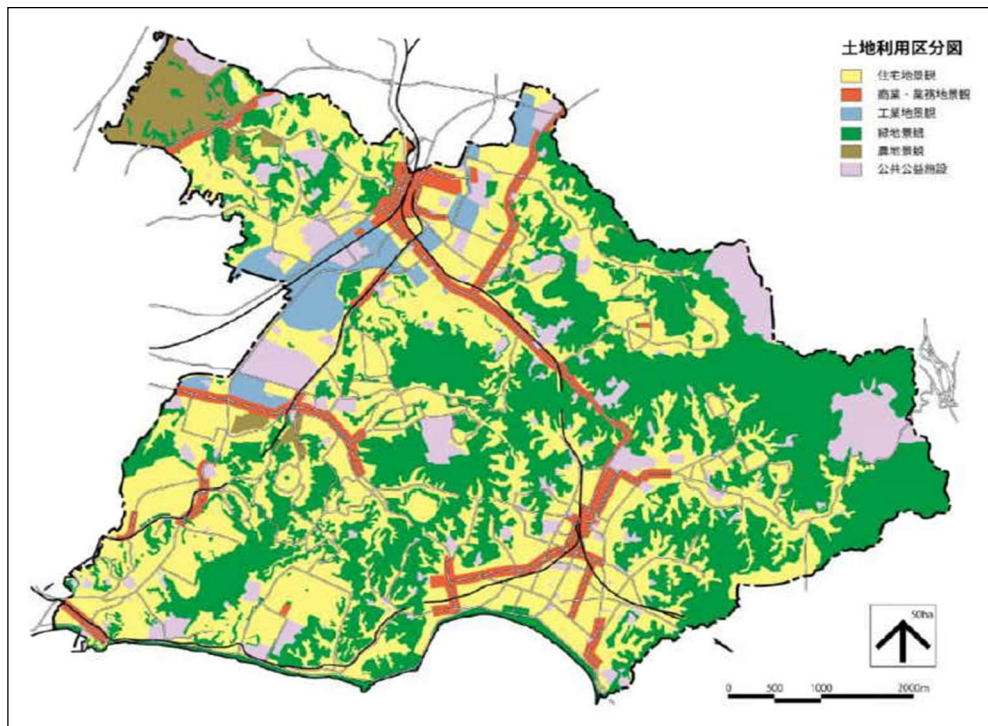 土地利用区分図
住宅地景観
商業・業務地景観
工業地景観
緑地景観
農地景観
公共公益施設
50ha
0 500 1000 2000m